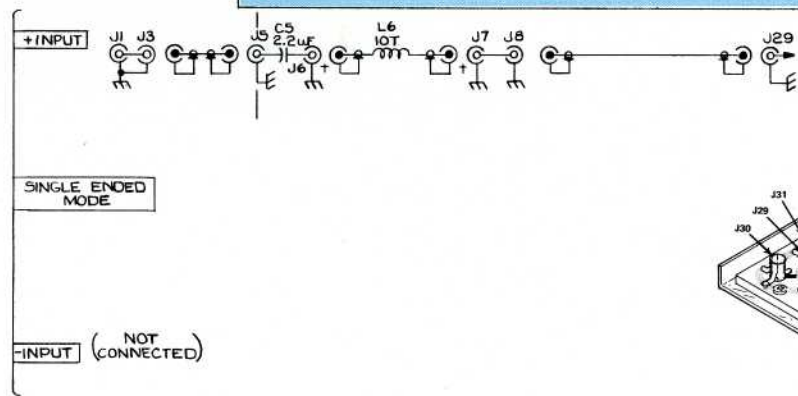 +INPUT
J1 J3
J5
C5
2.2uF
J6
L6
10T
J7 J8
J29
SINGLE ENDED
MODE
J31
J29
J30
-INPUT
(NOT
CONNECTED)